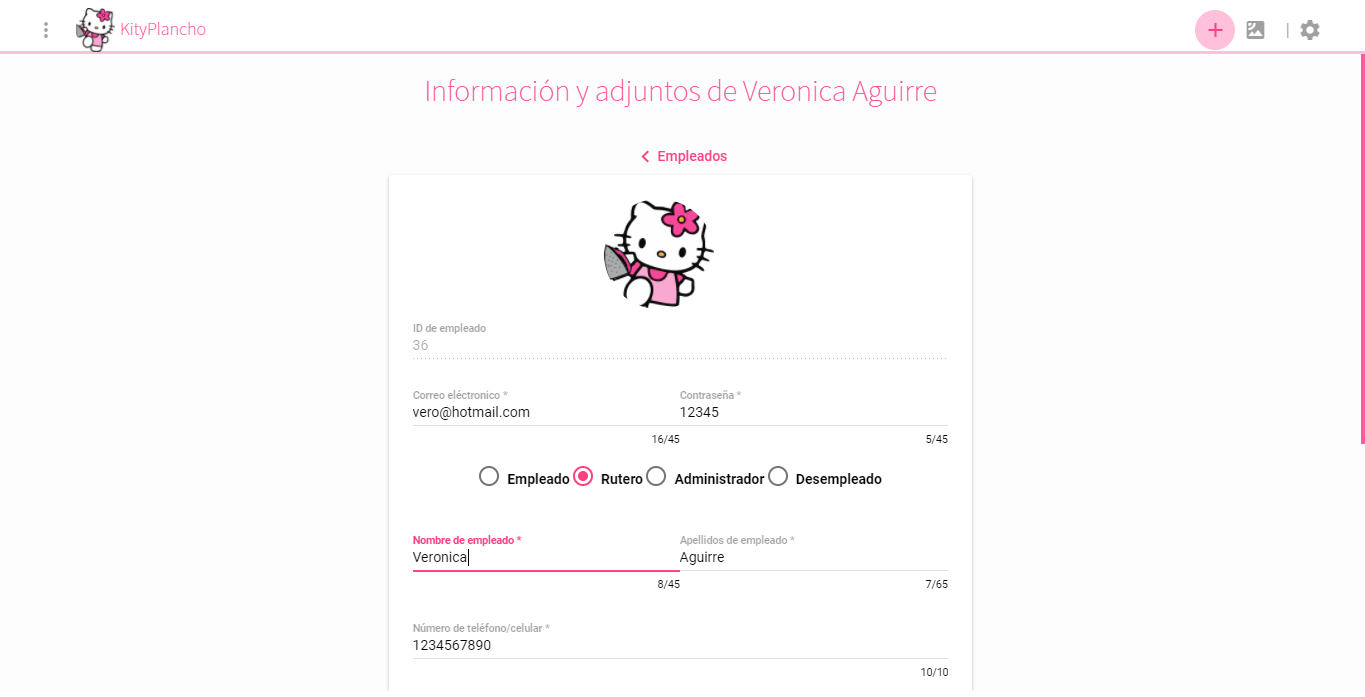 KityPlancho
Información y adjuntos de Veronica Aguirre
Empleados
ID de empleado
36
Correo eléctronico * Contraseña *
vero@hotmail.com 12345
16/45 5/45
Empleado Rutero Administrador Desempleado
Nombre de empleado * Apellidos de empleado *
Veronica Aguirre
8/45 7/65
Número de teléfono/celular *
1234567890
10/10